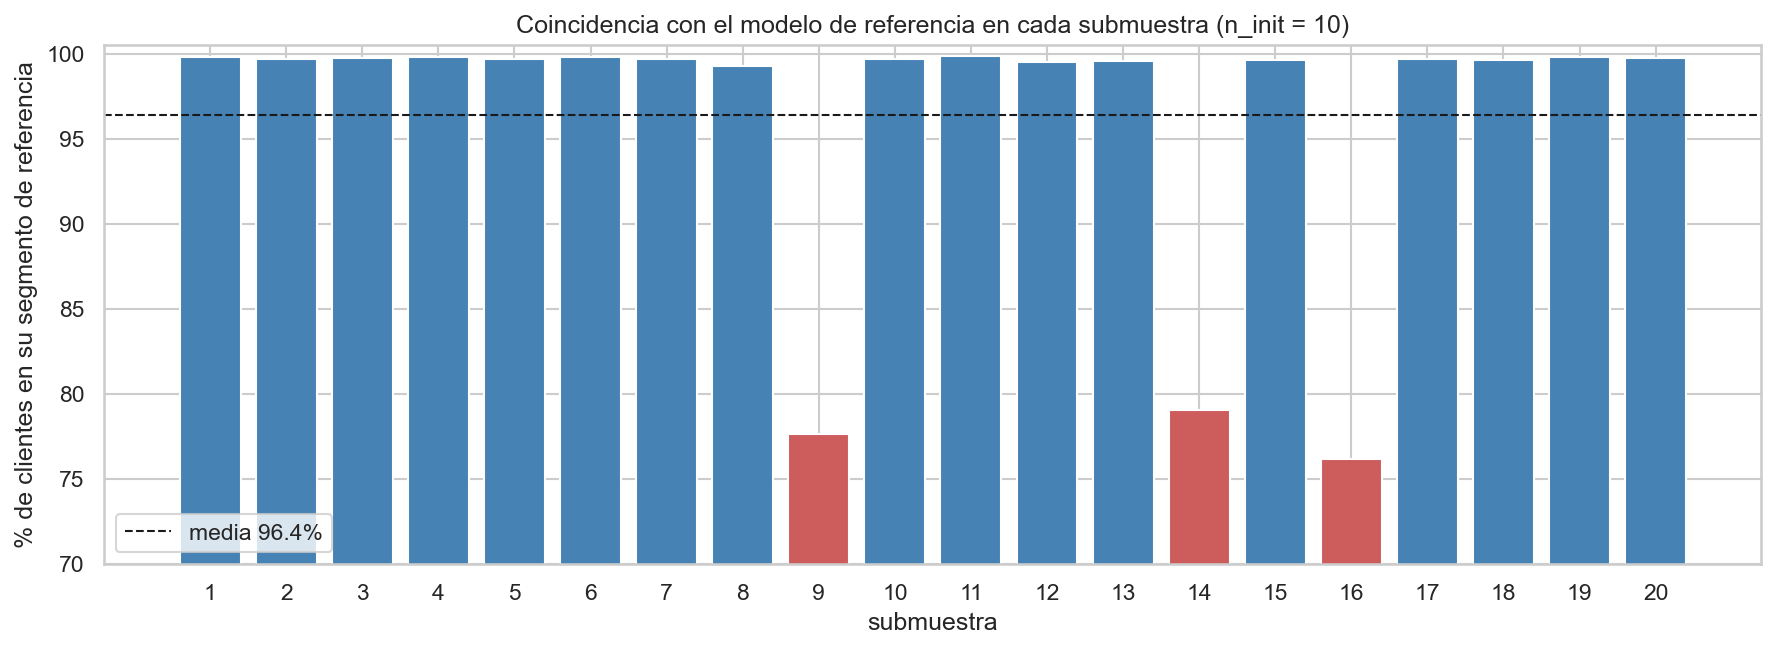 Coincidencia con el modelo de referencia en cada submuestra (n_init = 10)
% de clientes en su segmento de referencia
100
95
90
85
80
75
70
media 96.4%
1 2 3 4 5 6 7 8 9 10 11 12 13 14 15 16 17 18 19 20
submuestra